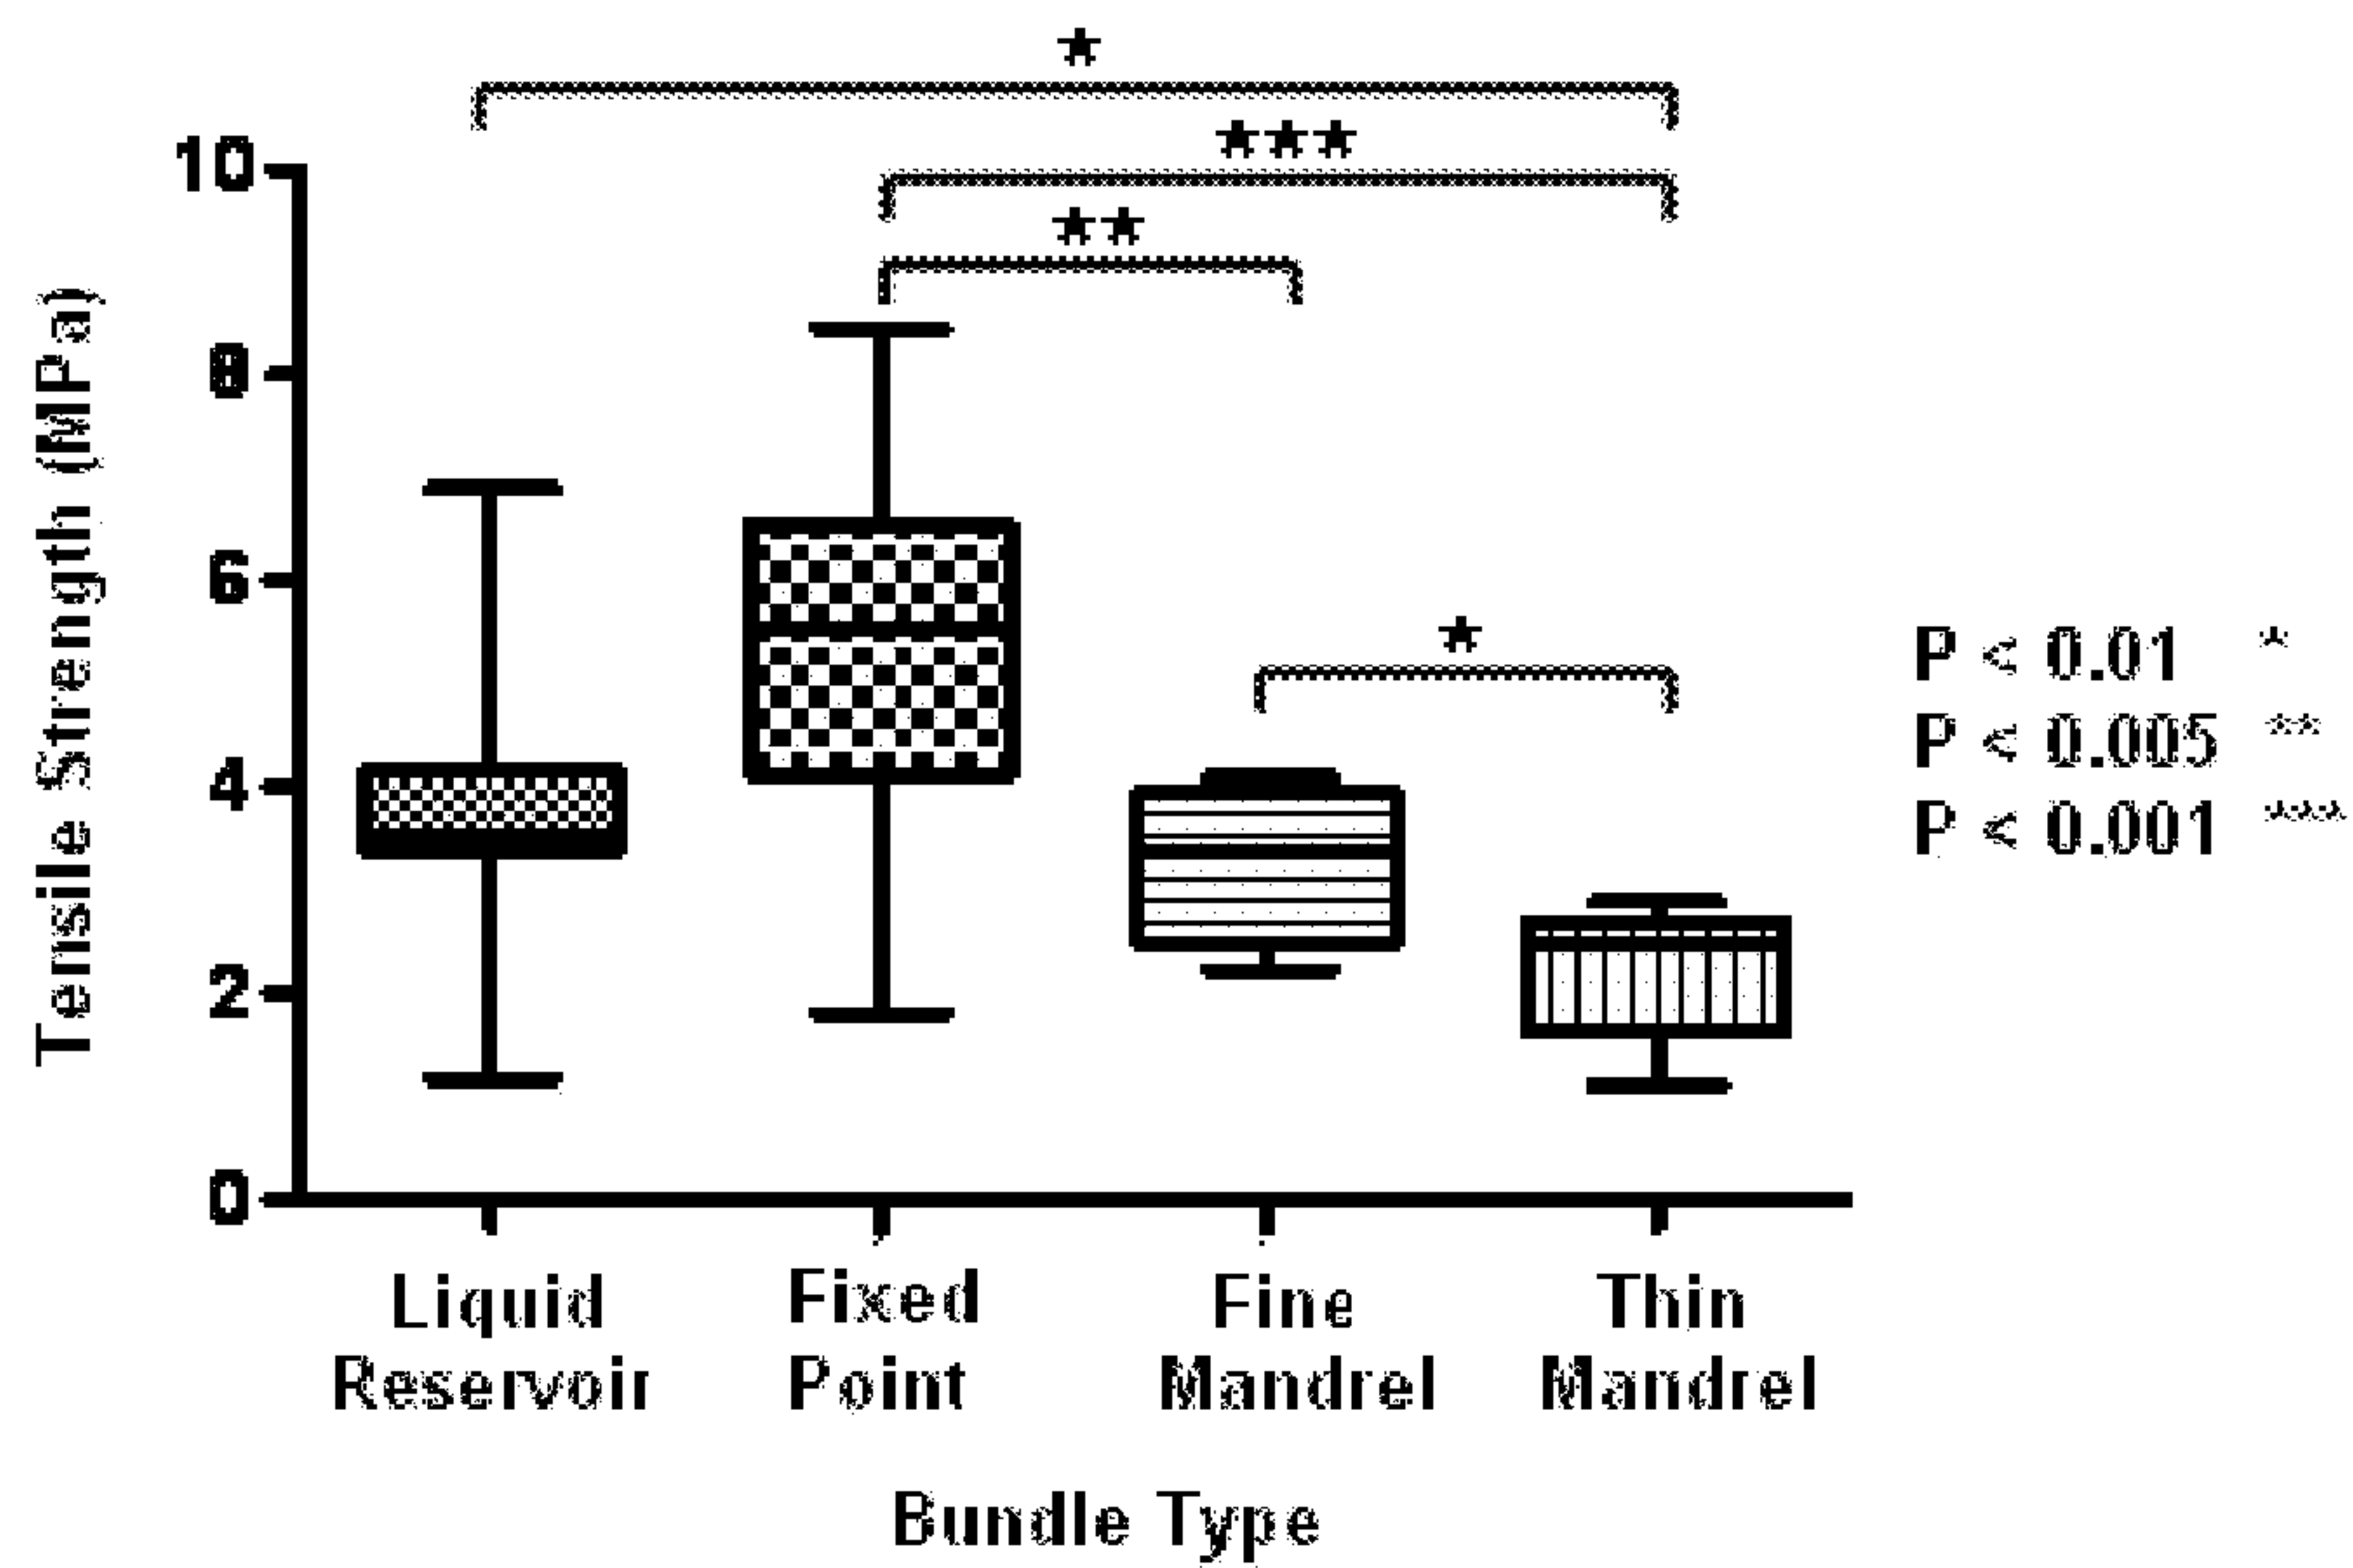 *
***
**
*
10
8
6
4
2
0
Tensile Strength (MPa)
P < 0.01 *
P < 0.005 **
P < 0.001 ***
Liquid Reservoir
Fixed Point
Fine Mandrel
Thin Mandrel
Bundle Type